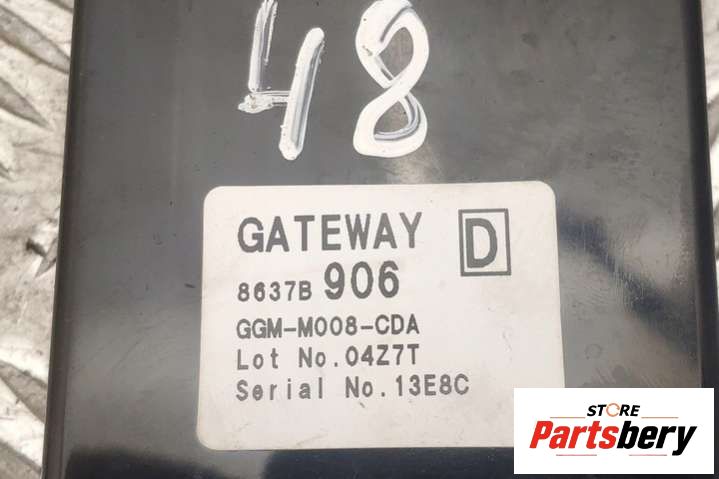 48
GATEWAY D
8637B 906
GGM-M008-CDA
Lot No.04Z7T
Serial No.13E8C
STORE
Partsbery